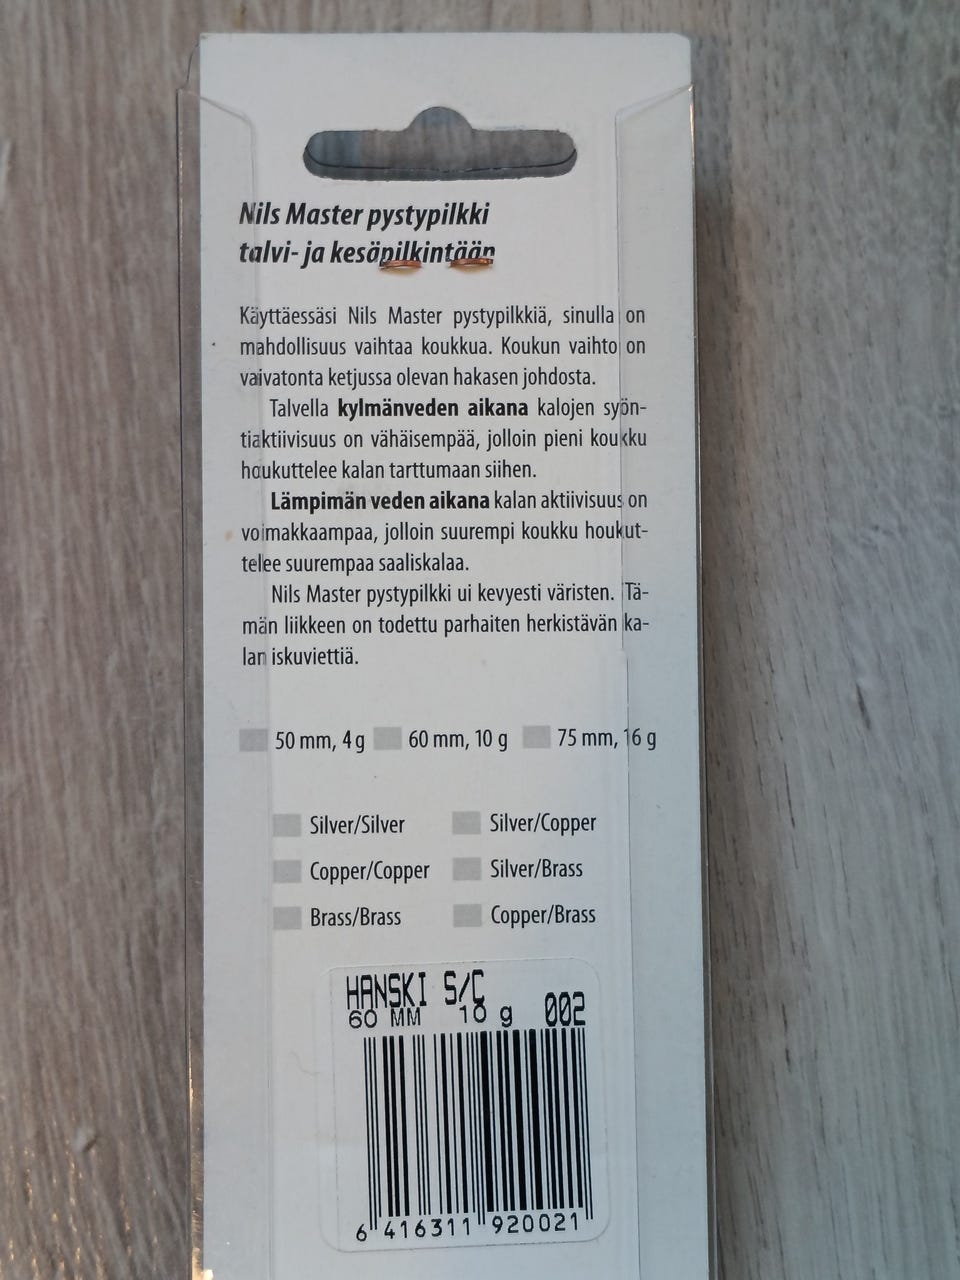 Nils Master pystypilkki
talvi- ja kesäpilkintään
Käyttäessäsi Nils Master pystypilkkiä, sinulla on
mahdollisuus vaihtaa koukkua. Koukun vaihto on
vaivatonta ketjussa olevan hakasen johdosta.
Talvella kylmänveden aikana kalojen syön-
tiaktiivisuus on vähäisempää, jolloin pieni koukku
houkuttelee kalan tarttumaan siihen.
Lämpimän veden aikana kalan aktiivisuus on
voimakkaampaa, jolloin suurempi koukku houkut-
telee suurempaa saaliskalaa.
Nils Master pystypilkki ui kevyesti väristen. Tä-
män liikkeen on todettu parhaiten herkistävän ka-
lan iskuviettiä.
50 mm, 4 g 60 mm, 10 g 75 mm, 16 g
Silver/Silver Silver/Copper
Copper/Copper Silver/Brass
Brass/Brass Copper/Brass
HANSKI S/C
60 MM 10 g 002
6 416311 920021